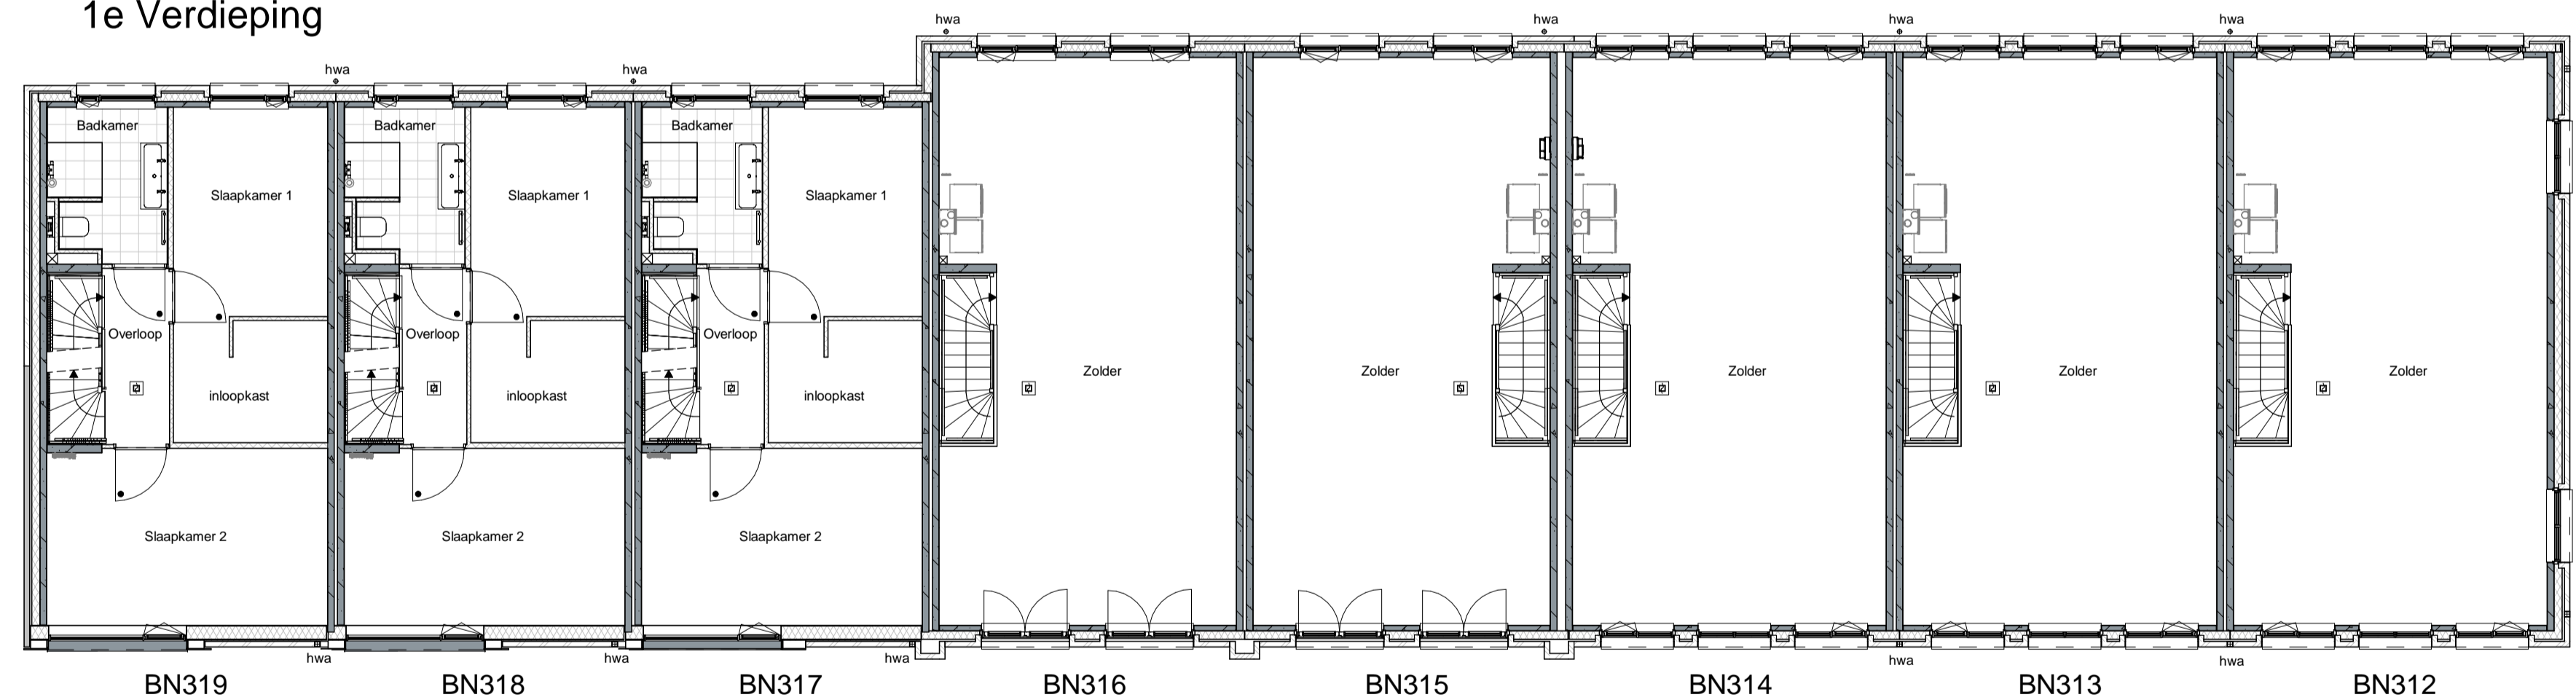 1e Verdieping
hwa hwa hwa hwa
hwa hwa
Badkamer Badkamer Badkamer
Slaapkamer 1 Slaapkamer 1 Slaapkamer 1
Overloop Overloop Overloop
Zolder Zolder Zolder Zolder Zolder
inloopkast inloopkast inloopkast
Slaapkamer 2 Slaapkamer 2 Slaapkamer 2
hwa hwa hwa hwa hwa
BN319 BN318 BN317 BN316 BN315 BN314 BN313 BN312